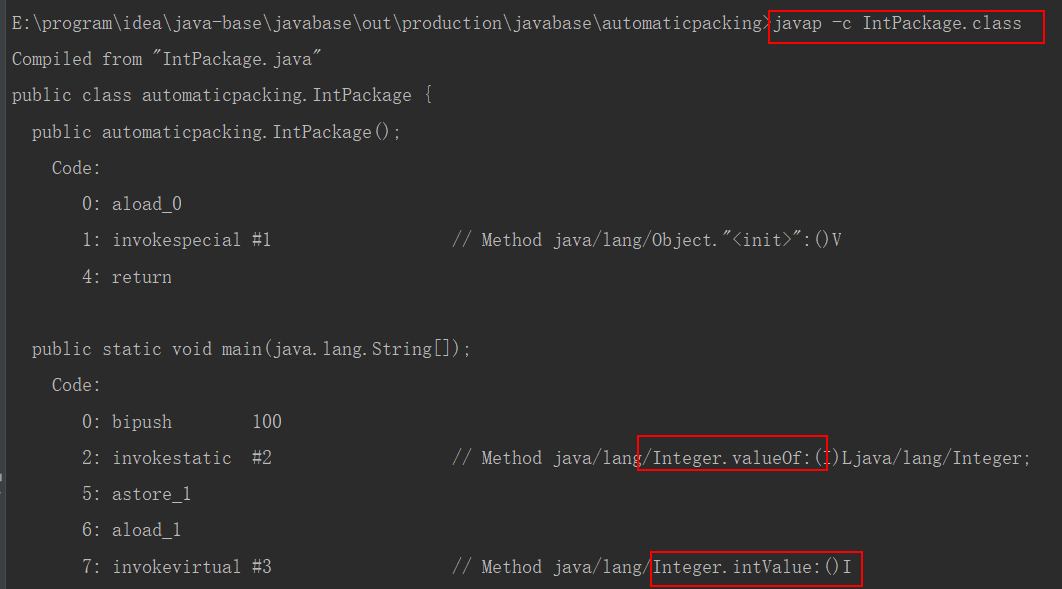 E:\program\idea\java-base\javabase\out\production\javabase\automaticpacking>javap -c IntPackage.class
Compiled from "IntPackage.java"
public class automaticpacking.IntPackage {
  public automaticpacking.IntPackage();
    Code:
       0: aload_0
       1: invokespecial #1                  // Method java/lang/Object."<init>":()V
       4: return
  public static void main(java.lang.String[]);
    Code:
       0: bipush        100
       2: invokestatic  #2                  // Method java/lang/Integer.valueOf:(I)Ljava/lang/Integer;
       5: astore_1
       6: aload_1
       7: invokevirtual #3                  // Method java/lang/Integer.intValue:()I